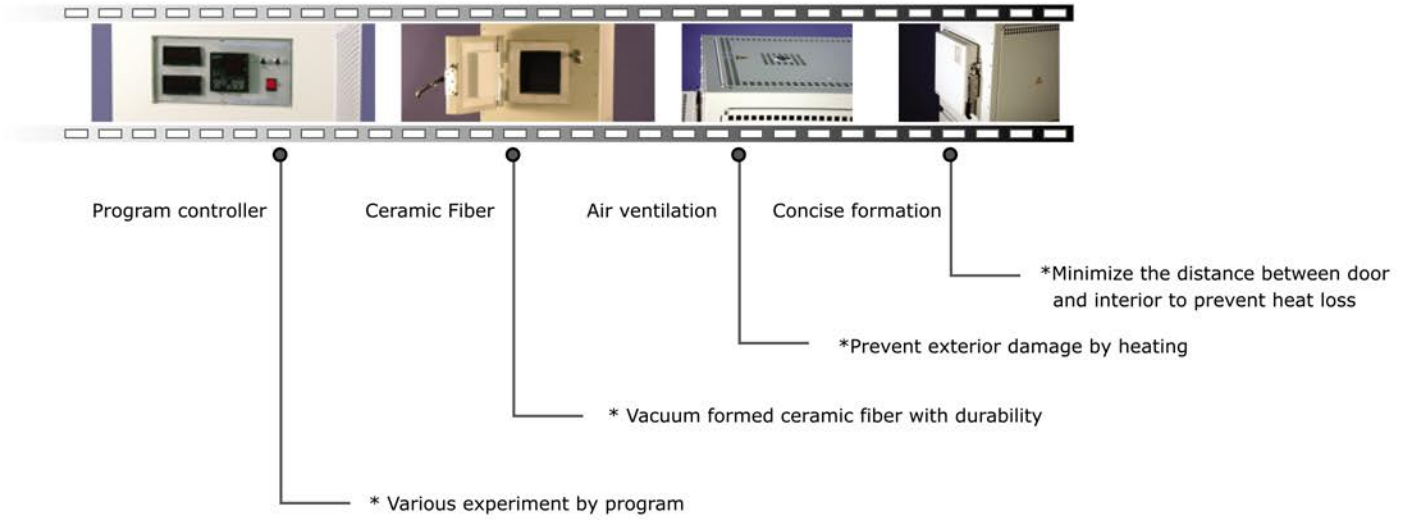 Program controller
Ceramic Fiber
Air ventilation
Concise formation
*Minimize the distance between door
and interior to prevent heat loss
*Prevent exterior damage by heating
* Vacuum formed ceramic fiber with durability
* Various experiment by program